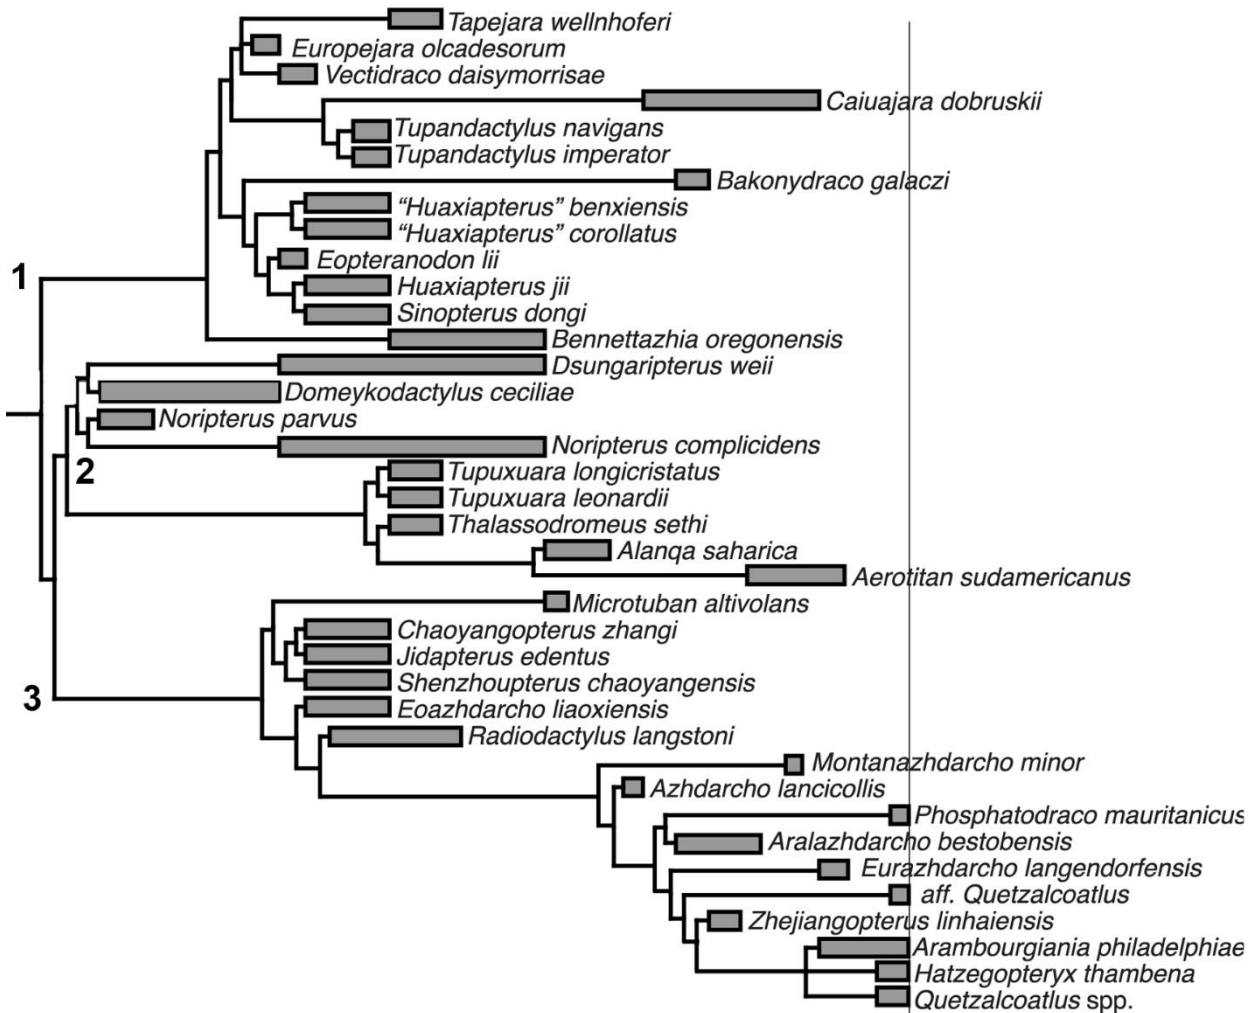 Tapejara wellnhoferi
Europejara olcadesorum
Vectidraco daisymorrisae
Caiuajara dobruskii
Tupandactylus navigans
Tupandactylus imperator
Bakonydraco galaczi
“Huaxiapterus” benxiensis
“Huaxiapterus” corollatus
Eopteranodon lii
1
Huaxiapterus jii
Sinopterus dongi
Bennettazhia oregonensis
Dsungaripterus weii
Domeykodactylus ceciliae
Noripterus parvus
Noripterus complicidens
2
Tupuxuara longicristatus
Tupuxuara leonardii
Thalassodromeus sethi
Alanqa saharica
Aerotitan sudamericanus
Microtuban altivolans
Chaoyangopterus zhangi
Jidapterus edentus
Shenzhoupterus chaoyangensis
3
Eoazhdarcho liaoxiensis
Radiodactylus langstoni
Montanazhdarcho minor
Azhdarcho lancicollis
Phosphatodraco mauritanicus
Aralazhdarcho bestobensis
Eurazhdarcho langendorfensis
aff. Quetzalcoatlus
Zhejiangopterus linhaiensis
Arambourgiania philadelphiae
Hatzegopteryx thambena
Quetzalcoatlus spp.